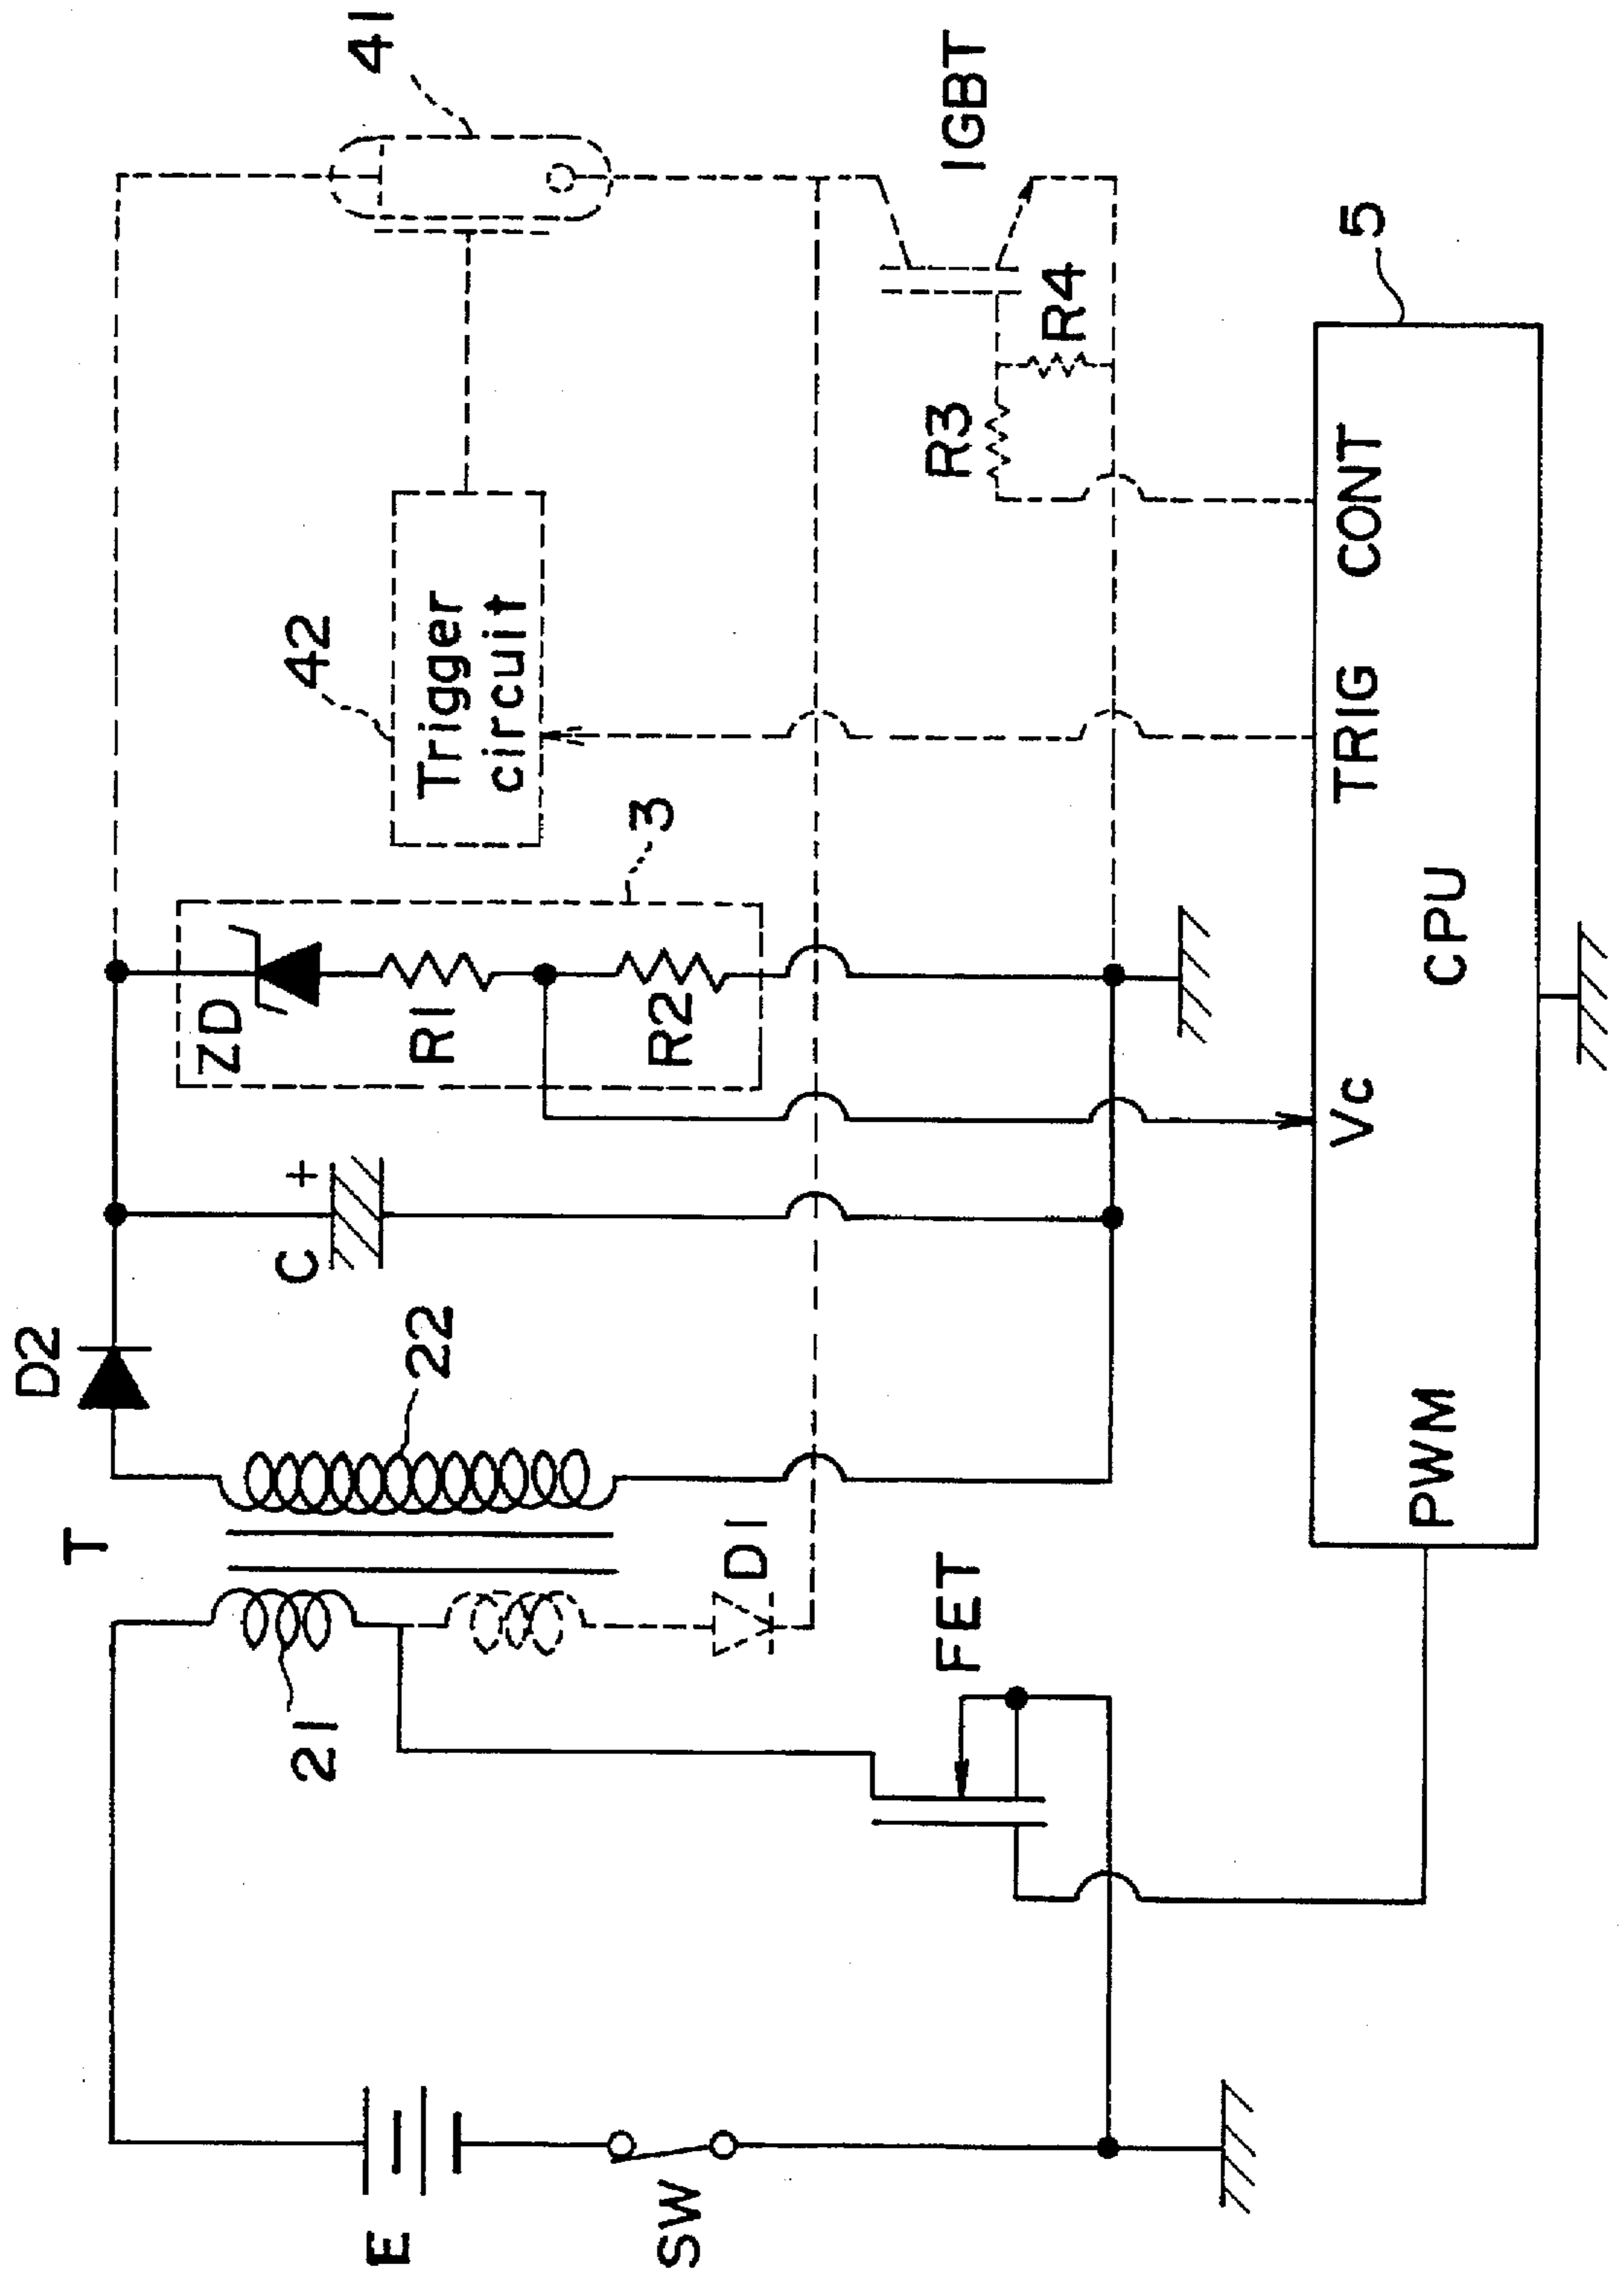 E
SW
21
T
FET
D1
D2
22
C
+
ZD
R1
R2
3
42
Trigger
circuit
41
IGBT
R3
R4
5
PWM
Vc
CPU
TRIG
CONT